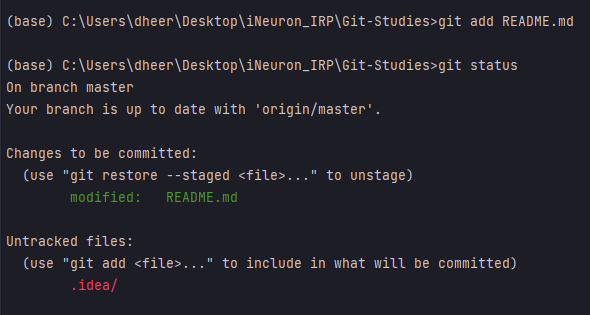 (base) C:\Users\dheer\Desktop\iNeuron_IRP\Git-Studies>git add README.md
(base) C:\Users\dheer\Desktop\iNeuron_IRP\Git-Studies>git status
On branch master
Your branch is up to date with 'origin/master'.
Changes to be committed:
  (use "git restore --staged <file>..." to unstage)
        modified:   README.md
Untracked files:
  (use "git add <file>..." to include in what will be committed)
        .idea/